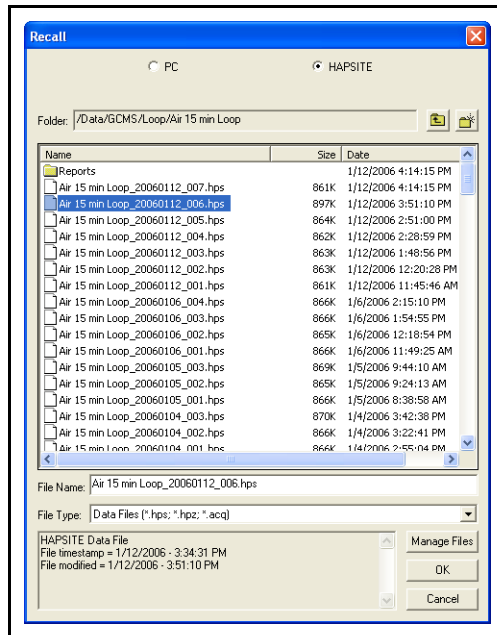 Recall
PC HAPSITE
Folder: /Data/GCMS/Loop/Air 15 min Loop
Name Size Date
Reports 1/12/2006 4:14:15 PM
Air 15 min Loop_20060112_007.hps 861K 1/12/2006 4:14:15 PM
Air 15 min Loop_20060112_006.hps 897K 1/12/2006 3:51:10 PM
Air 15 min Loop_20060112_005.hps 864K 1/12/2006 2:51:00 PM
Air 15 min Loop_20060112_004.hps 862K 1/12/2006 2:28:59 PM
Air 15 min Loop_20060112_003.hps 863K 1/12/2006 1:48:56 PM
Air 15 min Loop_20060112_002.hps 863K 1/12/2006 12:20:28 PM
Air 15 min Loop_20060112_001.hps 861K 1/12/2006 11:45:46 AM
Air 15 min Loop_20060106_004.hps 866K 1/6/2006 2:15:10 PM
Air 15 min Loop_20060106_003.hps 866K 1/6/2006 1:54:55 PM
Air 15 min Loop_20060106_002.hps 865K 1/6/2006 12:18:54 PM
Air 15 min Loop_20060106_001.hps 866K 1/6/2006 11:49:25 AM
Air 15 min Loop_20060105_003.hps 869K 1/5/2006 9:44:10 AM
Air 15 min Loop_20060105_002.hps 865K 1/5/2006 9:24:13 AM
Air 15 min Loop_20060105_001.hps 866K 1/5/2006 8:38:58 AM
Air 15 min Loop_20060104_003.hps 870K 1/4/2006 3:42:38 PM
Air 15 min Loop_20060104_002.hps 866K 1/4/2006 3:22:41 PM
Air 15 min Loop_20060104_001.hps 866K 1/4/2006 2:55:04 PM
File Name: Air 15 min Loop_20060112_006.hps
File Type: Data Files (*.hps; *.hpz; *.acq)
HAPSITE Data File
File timestamp = 1/12/2006 - 3:34:31 PM
File modified = 1/12/2006 - 3:51:10 PM
Manage Files
OK
Cancel